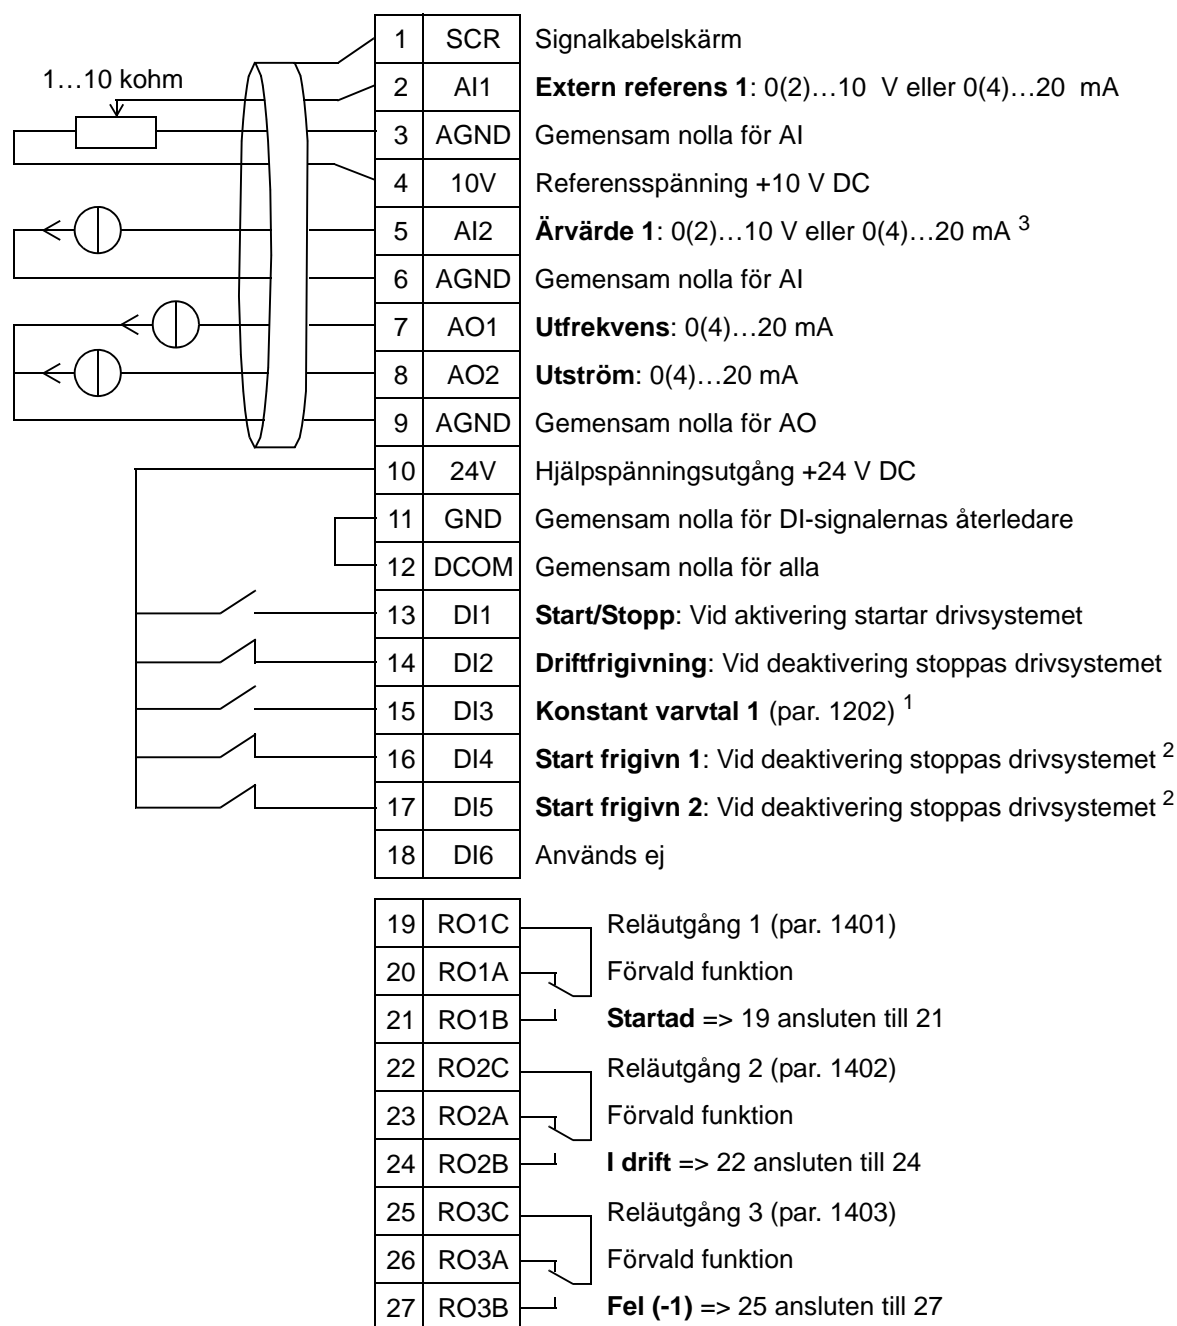 1 SCR Signalkabelskärm
1…10 kohm
2 AI1 Extern referens 1: 0(2)…10 V eller 0(4)…20 mA
3 AGND Gemensam nolla för AI
4 10V Referensspänning +10 V DC
5 AI2 Ärvärde 1: 0(2)…10 V eller 0(4)…20 mA 3
6 AGND Gemensam nolla för AI
7 AO1 Utfrekvens: 0(4)…20 mA
8 AO2 Utström: 0(4)…20 mA
9 AGND Gemensam nolla för AO
10 24V Hjälpspänningsutgång +24 V DC
11 GND Gemensam nolla för DI-signalernas återledare
12 DCOM Gemensam nolla för alla
13 DI1 Start/Stopp: Vid aktivering startar drivsystemet
14 DI2 Driftfrigivning: Vid deaktivering stoppas drivsystemet
15 DI3 Konstant varvtal 1 (par. 1202) 1
16 DI4 Start frigivn 1: Vid deaktivering stoppas drivsystemet 2
17 DI5 Start frigivn 2: Vid deaktivering stoppas drivsystemet 2
18 DI6 Används ej
19 RO1C Reläutgång 1 (par. 1401)
20 RO1A Förvald funktion
21 RO1B Startad => 19 ansluten till 21
22 RO2C Reläutgång 2 (par. 1402)
23 RO2A Förvald funktion
24 RO2B I drift => 22 ansluten till 24
25 RO3C Reläutgång 3 (par. 1403)
26 RO3A Förvald funktion
27 RO3B Fel (-1) => 25 ansluten till 27